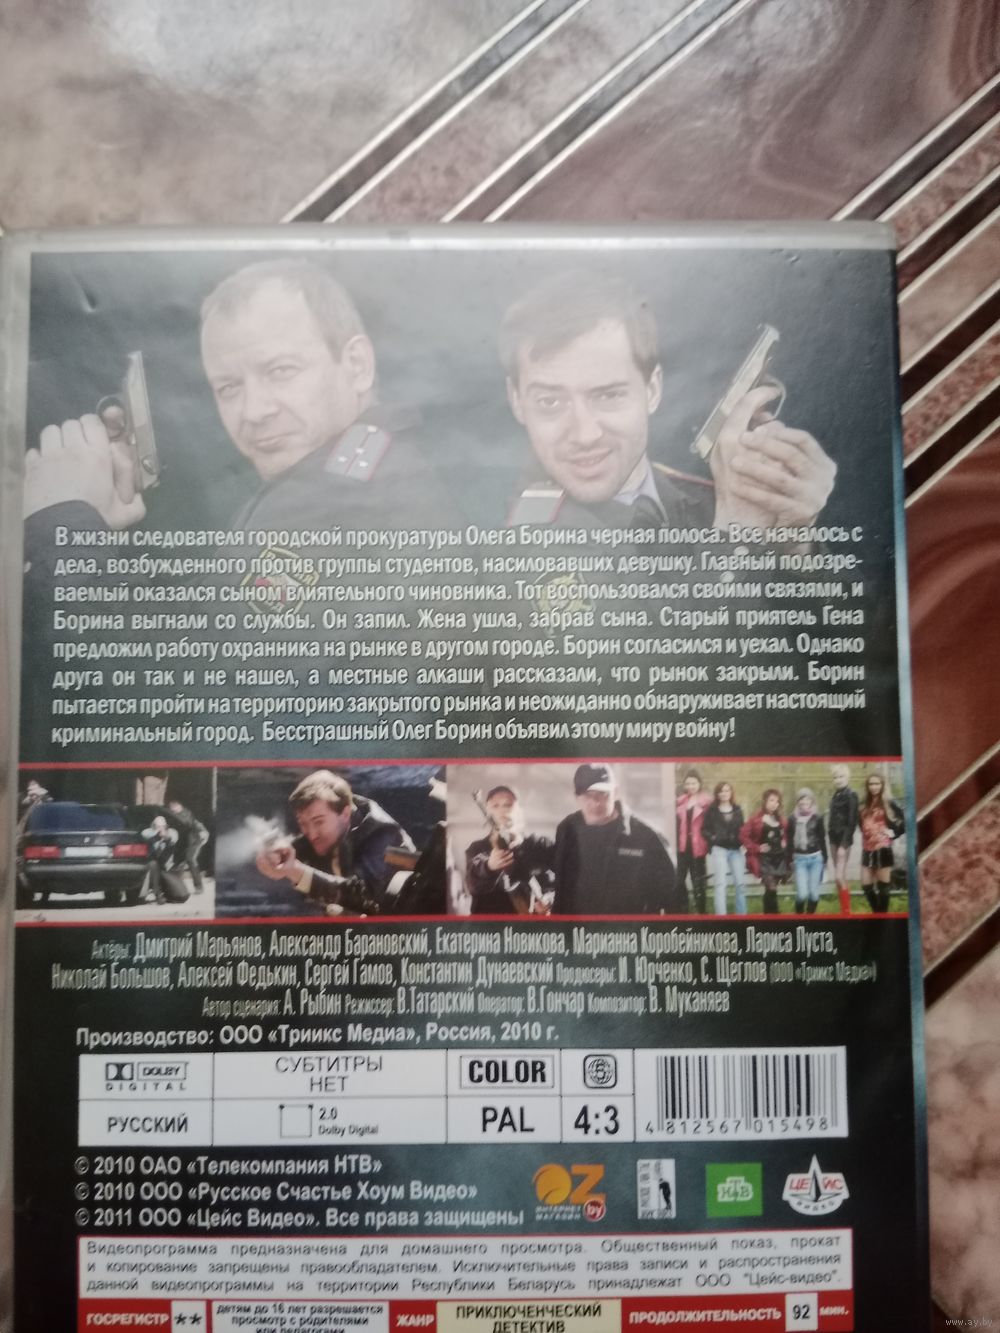 В жизни следователя городской прокуратуры Олега Борина черная полоса. Все началось с
дела, возбужденного против группы студентов, насиловавших девушку. Главный подозре-
ваемый оказался сыном влиятельного чиновника. Тот воспользовался своими связями, и
Борина выгнали со службы. Он запил. Жена ушла, забрав сына. Старый приятель Гена
предложил работу охранника на рынке в другом городе. Борин согласился и уехал. Однако
друга он так и не нашел, а местные алкаши рассказали, что рынок закрыли. Борин
пытается пройти на территорию закрытого рынка и неожиданно обнаруживает настоящий
криминальный город. Бесстрашный Олег Борин объявил этому миру войну!
Актёры: Дмитрий Марьянов, Александр Барановский, Екатерина Новикова, Марианна Коробейникова, Лариса Луста,
Николай Большов, Алексей Федькин, Сергей Гамов, Константин Дунаевский Продюсеры: И. Юрченко, С. Щеглов (ООО «Триикс Медиа»)
Автор сценария: А. Рыбин Режиссер: В.Татарский Оператор: В.Гончар Композитор: В. Муканяев
Производство: ООО «Триикс Медиа», Россия, 2010 г.
DOLBY
DIGITAL
СУБТИТРЫ
НЕТ
COLOR
РУССКИЙ
2.0
Dolby Digital
PAL
4:3
4 812567 015498
© 2010 ОАО «Телекомпания НТВ»
© 2010 ООО «Русское Счастье Хоум Видео»
© 2011 ООО «Цейс Видео». Все права защищены
OZ
ИНТЕРНЕТ
МАГАЗИН by
НТВ
ЦЕЙС
ВИДЕО
Видеопрограмма предназначена для домашнего просмотра. Общественный показ, прокат
и копирование запрещены правообладателем. Исключительные права записи и распространения
данной видеопрограммы на территории Республики Беларусь принадлежат ООО "Цейс-видео".
ГОСРЕГИСТР ** детям до 16 лет разрешается
просмотр с родителями
или педагогами
ЖАНР ПРИКЛЮЧЕНЧЕСКИЙ
ДЕТЕКТИВ
ПРОДОЛЖИТЕЛЬНОСТЬ 92 мин.
www.ay.by